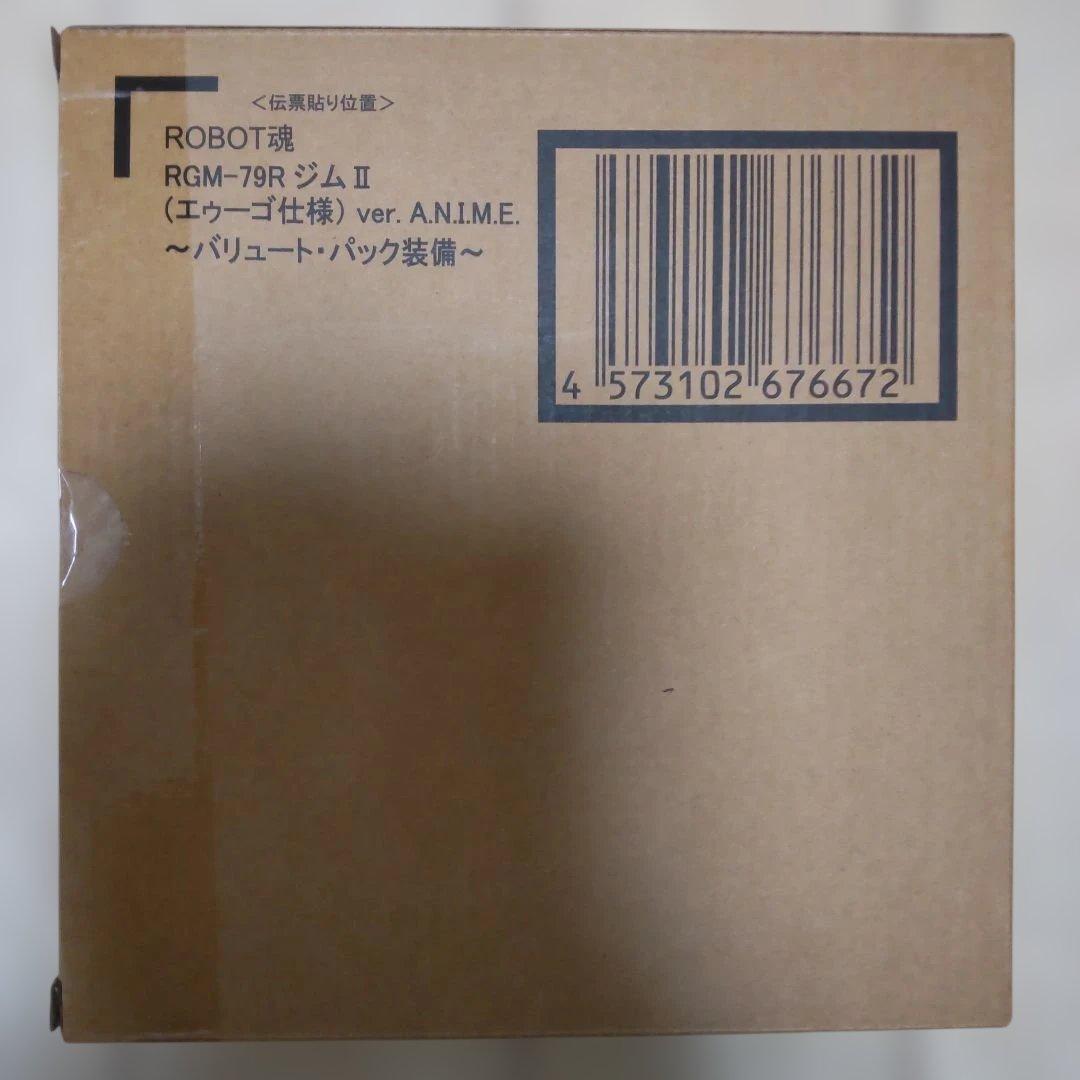 <伝票貼り位置>
ROBOT魂
RGM-79R ジムⅡ
(エゥーゴ仕様) ver. A.N.I.M.E.
～バリュート・パック装備～
4 573102 676672